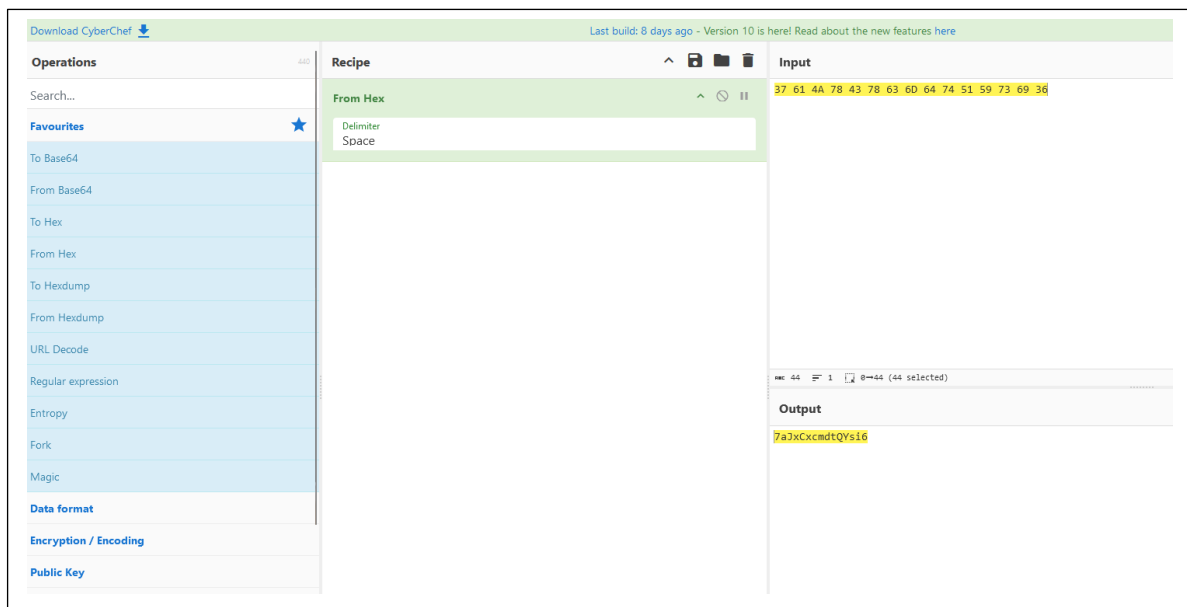 Download CyberChef
Last build: 8 days ago - Version 10 is here! Read about the new features here
Operations
440
Search...
Favourites
To Base64
From Base64
To Hex
From Hex
To Hexdump
From Hexdump
URL Decode
Regular expression
Entropy
Fork
Magic
Data format
Encryption / Encoding
Public Key
Recipe
From Hex
Delimiter
Space
Input
37 61 4A 78 43 78 63 6D 64 74 51 59 73 69 36
ABC 44 1 0→44 (44 selected)
Output
7aJxCxcmdtQYsi6